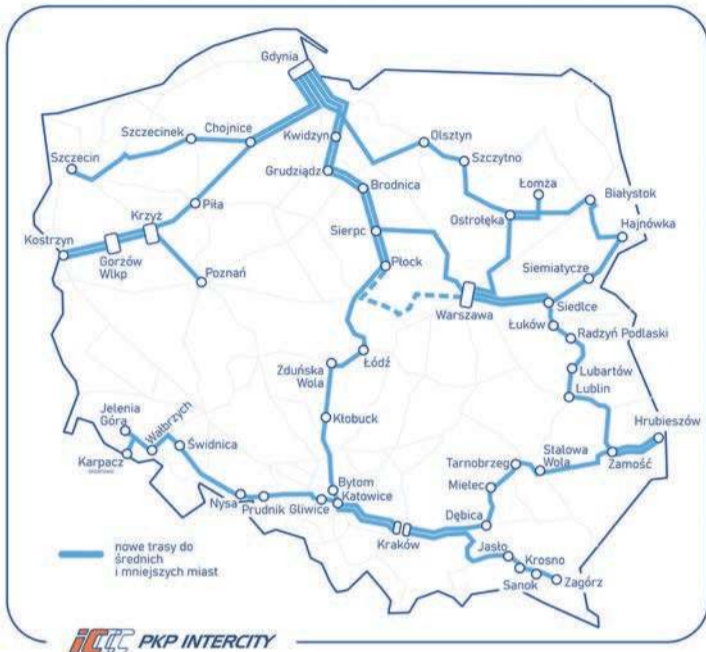 Gdynia
Szczecinek
Chojnice
Szczecin
Kwidzyn
Olsztyn
Szczytno
Grudziądz
Brodnica
Łomża
Białystok
Krzyż
Piła
Ostrołęka
Hajnówka
Kostrzyn
Sierpc
Gorzów
Wlkp
Poznań
Płock
Siemiatycze
Warszawa
Siedlce
Łuków
Radzyń Podlaski
Zduńska
Wola
Łódź
Lubartów
Lublin
Jelenia
Góra
Wałbrzych
Kłobuck
Hrubieszów
Świdnica
Karpacz
Tarnobrzeg
Stalowa
Wola
Zamość
Bytom
Mielec
Nysa
Prudnik
Gliwice
Katowice
Kraków
Dębica
Jasło
Krosno
Sanok
Zagórz
nowe trasy do
średnich
i mniejszych miast
IC PKP INTERCITY